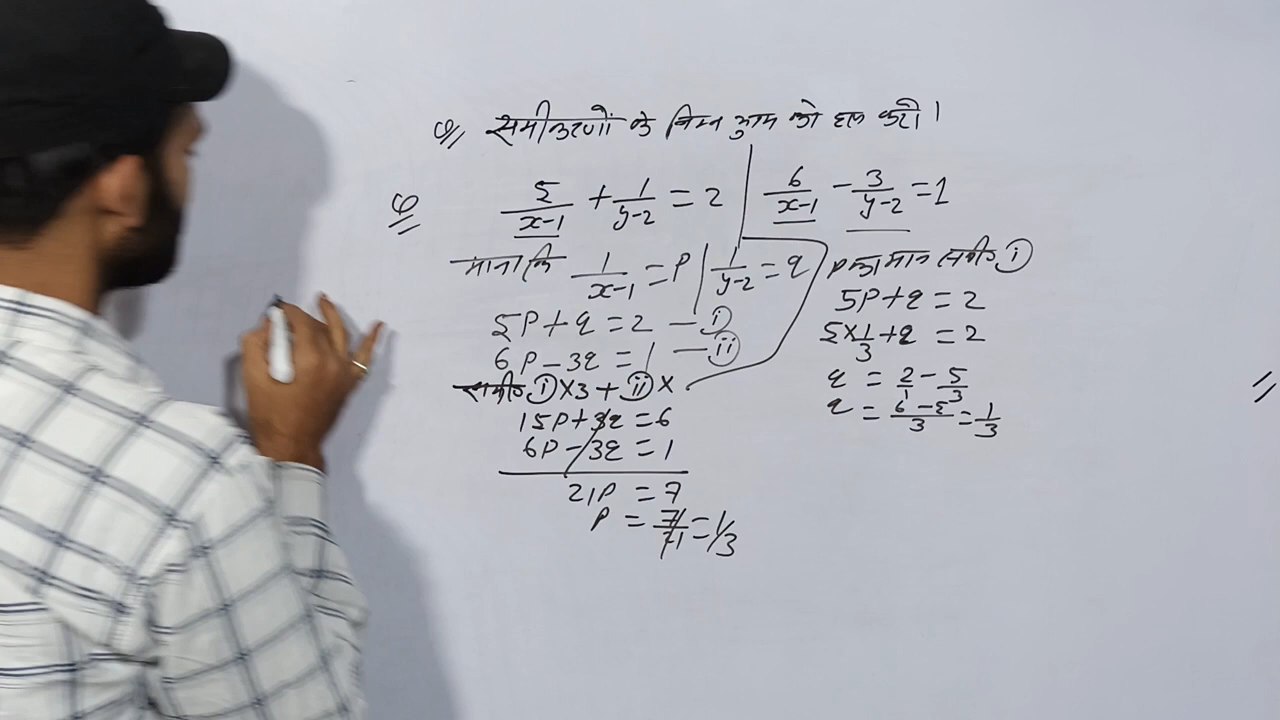 Q// समीकरणों के निम्न युग्म को हल करो।
Q 5/(x-1) + 1/(y-2) = 2 | 6/(x-1) - 3/(y-2) = 1
माना कि 1/(x-1) = P | 1/(y-2) = q
5P + q = 2 — (i)
6P - 3q = 1 — (ii)
समी० (i) x3 + (ii) x
15P + 3q = 6
6P - 3q = 1
21P = 7
P = 7/21 = 1/3
P का मान समी० (i)
5P + q = 2
5 x 1/3 + q = 2
q = 2/1 - 5/3
q = (6-5)/3 = 1/3